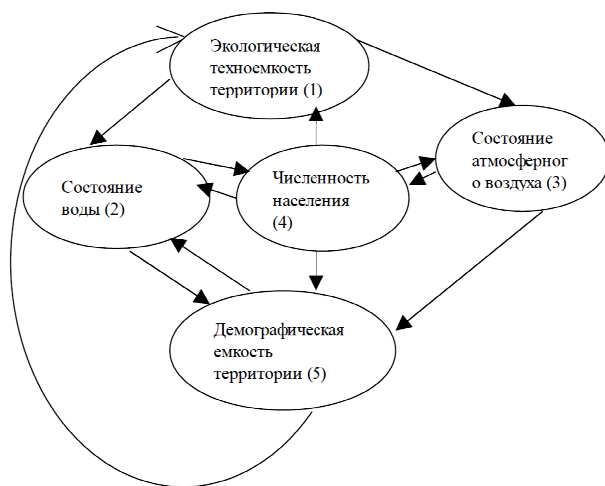 Экологическая
техноемкость
территории (1)
Состояние
атмосферног
о воздуха (3)
Состояние
воды (2)
Численность
населения
(4)
Демографическая
емкость
территории (5)